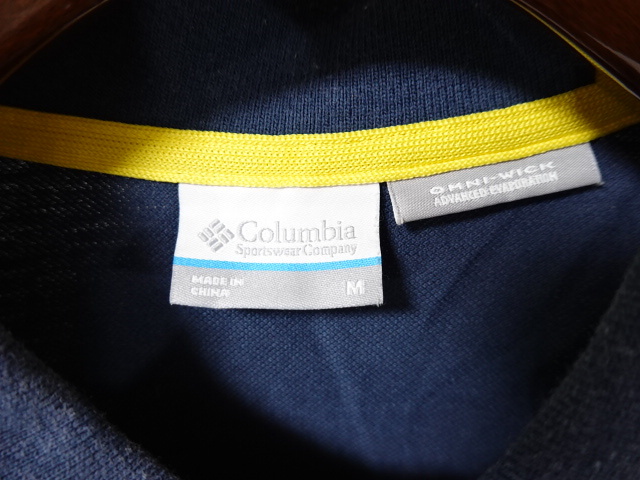 Columbia
Sportswear Company
MADE IN
CHINA
M
OMNI-WICK
ADVANCED EVAPORATION